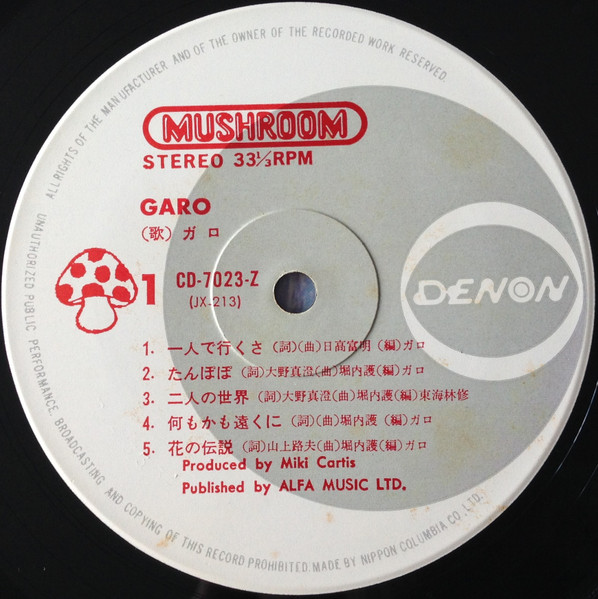 ALL RIGHTS OF THE MANUFACTURER AND OF THE OWNER OF THE RECORDED WORK RESERVED.
UNAUTHORIZED PUBLIC PERFORMANCE, BROADCASTING AND COPYING OF THIS RECORD PROHIBITED. MADE BY NIPPON COLUMBIA CO., LTD.
MUSHROOM
STEREO 33⅓RPM
GARO
(歌) ガロ
1 CD-7023-Z
(JX-213)
DENON
1. 一人で行くさ (詞)(曲)日高富明(編)ガロ
2. たんぽぽ (詞)大野真澄(曲)堀内護(編)ガロ
3. 二人の世界 (詞)大野真澄(曲)堀内護(編)東海林修
4. 何もかも遠くに (詞)(曲)堀内護 (編)ガロ
5. 花の伝説 (詞)山上路夫(曲)堀内護(編)ガロ
Produced by Miki Cartis
Published by ALFA MUSIC LTD.